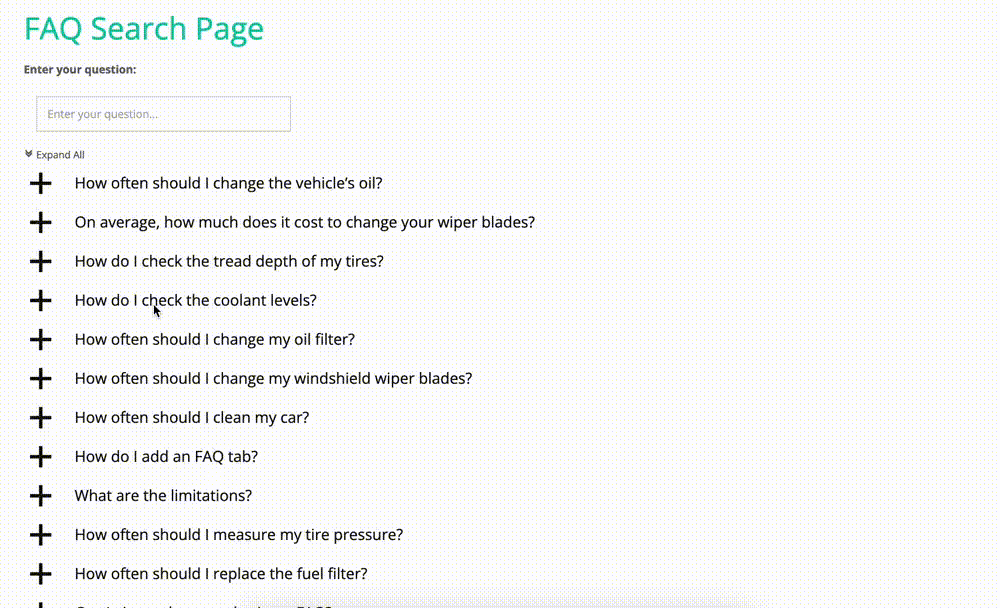 FAQ Search Page
Enter your question:
Enter your question...
Expand All
How often should I change the vehicle's oil?
On average, how much does it cost to change your wiper blades?
How do I check the tread depth of my tires?
How do I check the coolant levels?
How often should I change my oil filter?
How often should I change my windshield wiper blades?
How often should I clean my car?
How do I add an FAQ tab?
What are the limitations?
How often should I measure my tire pressure?
How often should I replace the fuel filter?